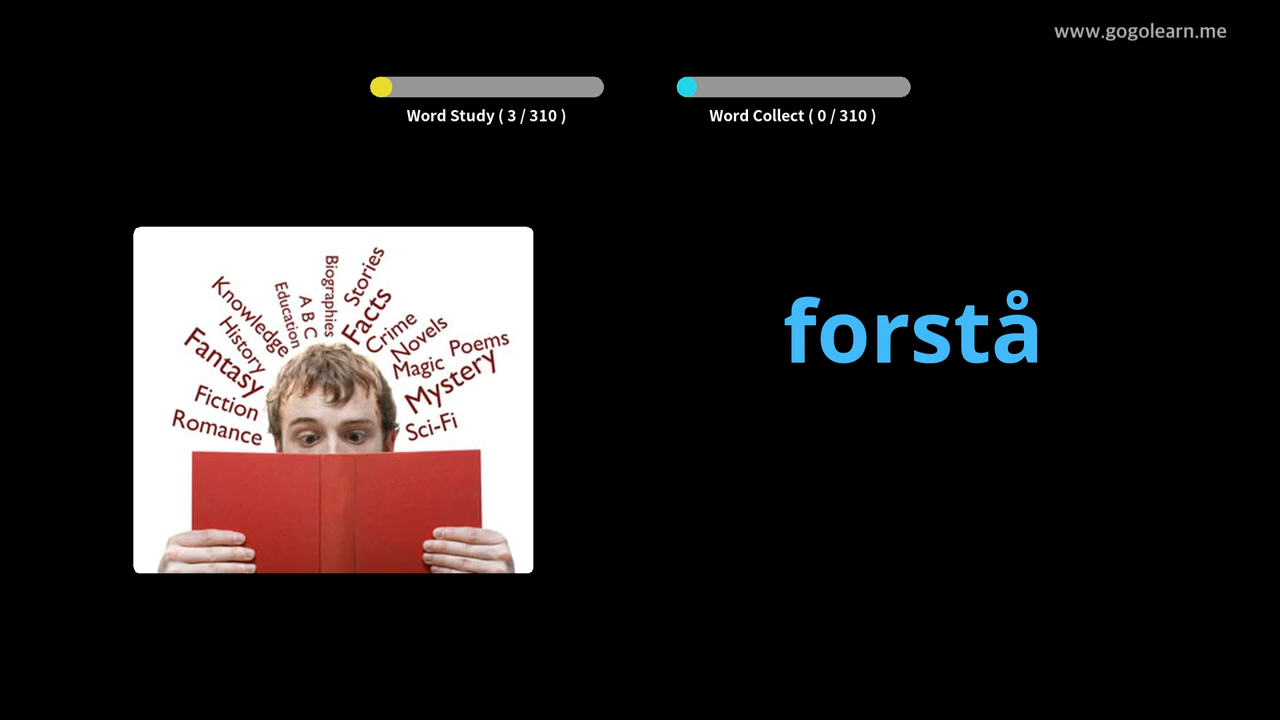 www.gogolearn.me
Word Study ( 3 / 310 )
Word Collect ( 0 / 310 )
Biographies
Stories
Education
A B C
Facts
Knowledge
Crime
History
Novels
Fantasy
Magic
Poems
Mystery
Fiction
Romance
Sci-Fi
forstå